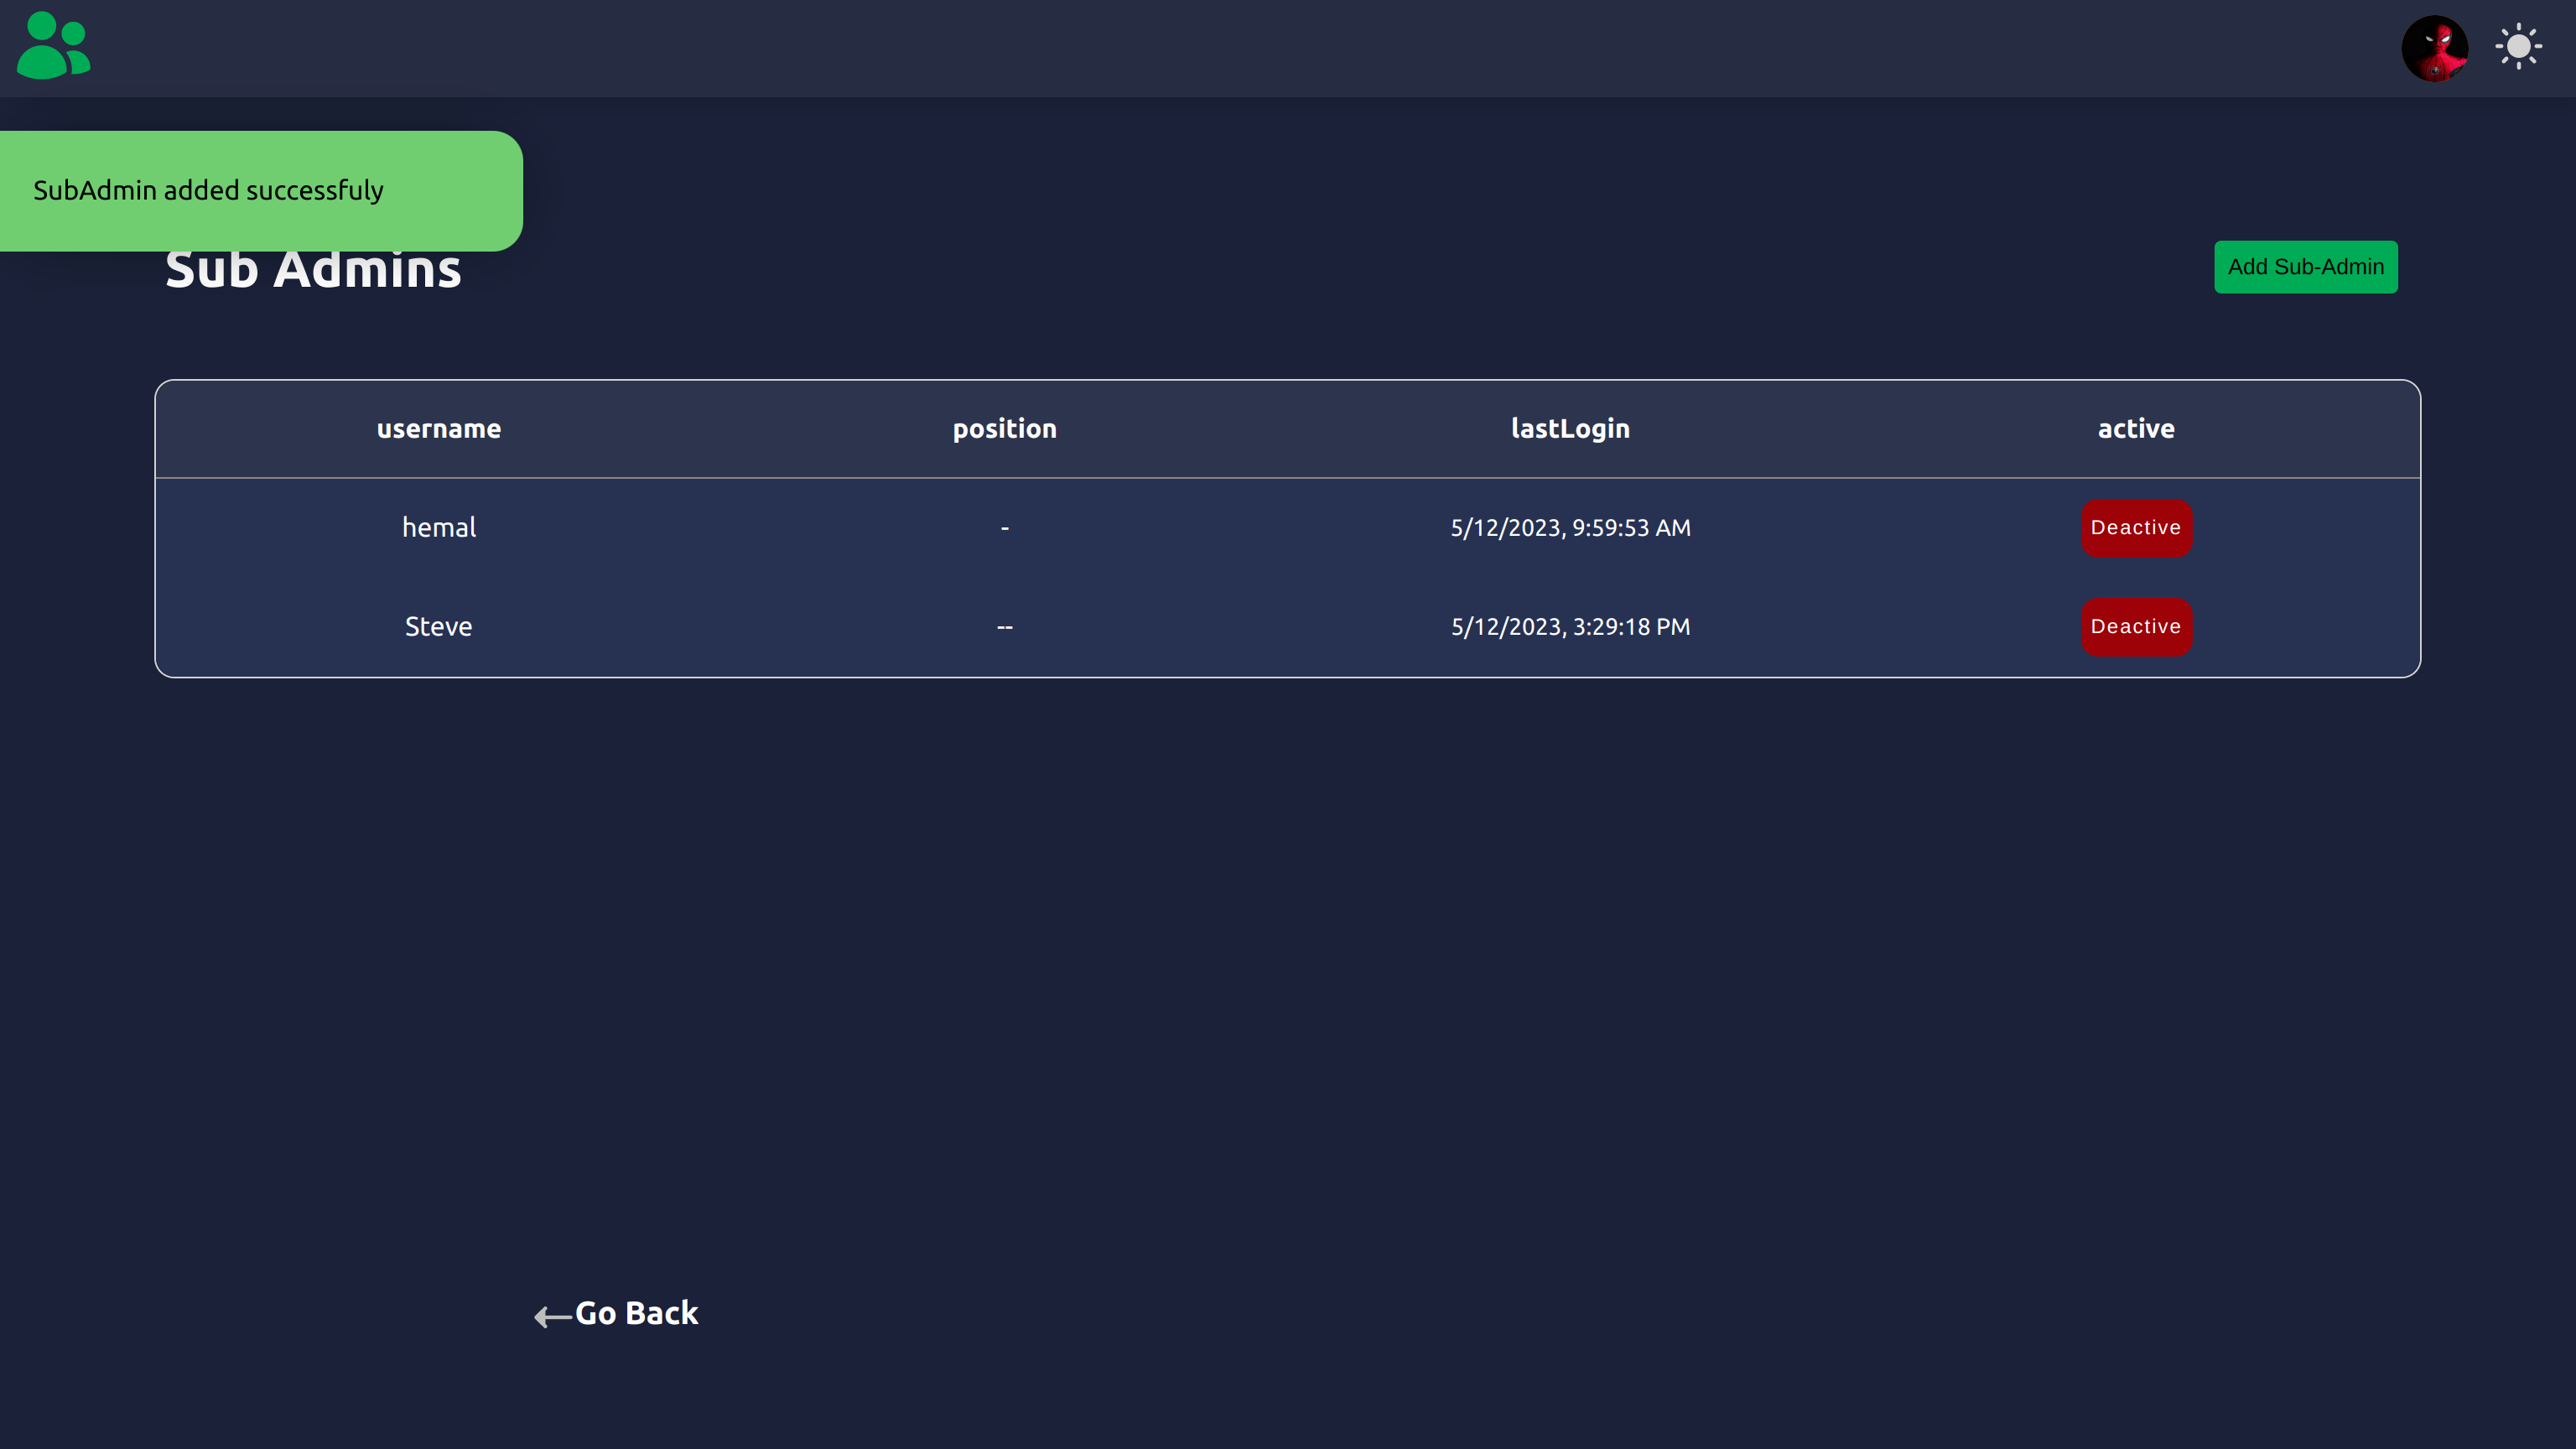 SubAdmin added successfuly
Sub Admins
Add Sub-Admin
username position lastLogin active
hemal - 5/12/2023, 9:59:53 AM Deactive
Steve -- 5/12/2023, 3:29:18 PM Deactive
Go Back